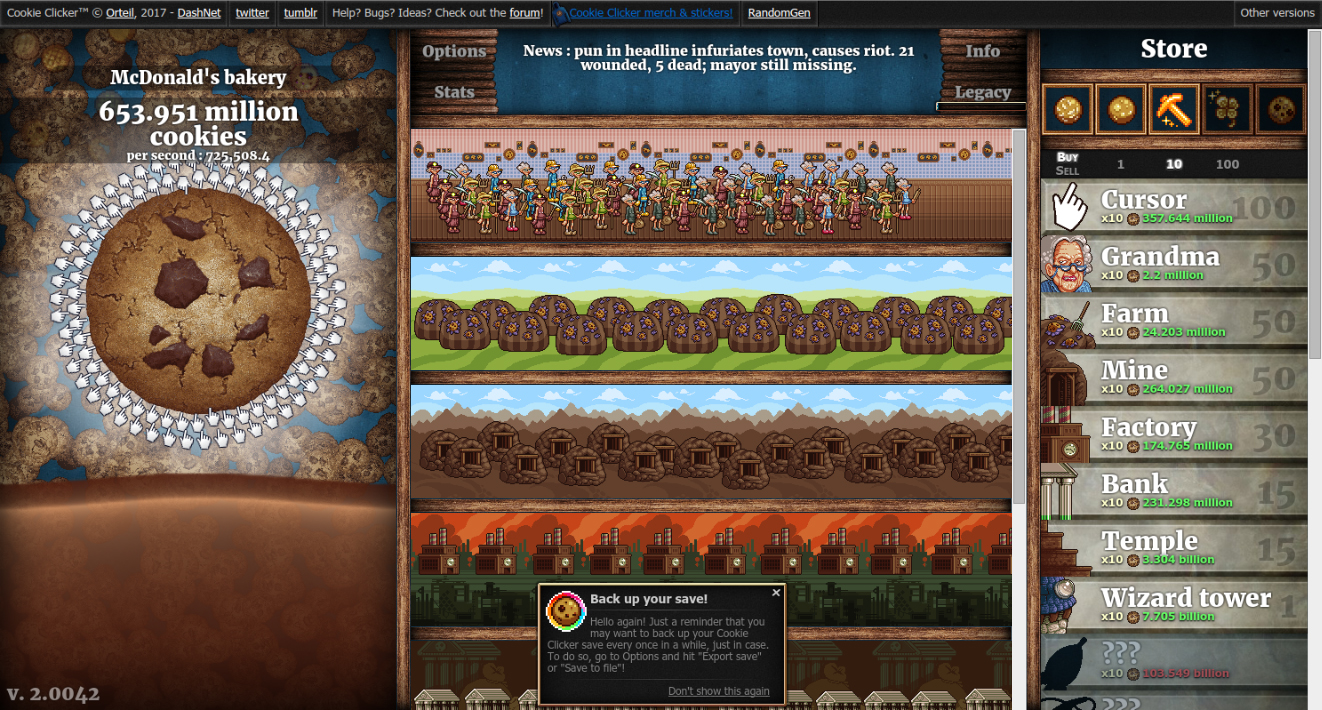 Cookie Clicker™ © Orteil, 2017 - DashNet
twitter
tumblr
Help? Bugs? Ideas? Check out the forum!
Cookie Clicker merch & stickers!
RandomGen
Other versions
McDonald's bakery
653.951 million
cookies
per second : 725,508.4
v. 2.0042
Options
Stats
News : pun in headline infuriates town, causes riot. 21
wounded, 5 dead; mayor still missing.
Info
Legacy
Back up your save!
Hello again! Just a reminder that you
may want to back up your Cookie
Clicker save every once in a while, just in case.
To do so, go to Options and hit "Export save"
or "Save to file"!
Don't show this again
Store
Buy
Sell
1
10
100
Cursor
x10 357.644 million
100
Grandma
x10 2.2 million
50
Farm
x10 24.203 million
50
Mine
x10 264.027 million
50
Factory
x10 174.765 million
30
Bank
x10 231.298 million
15
Temple
x10 3.304 billion
15
Wizard tower
x10 7.705 billion
1
???
x10 103.549 billion
???